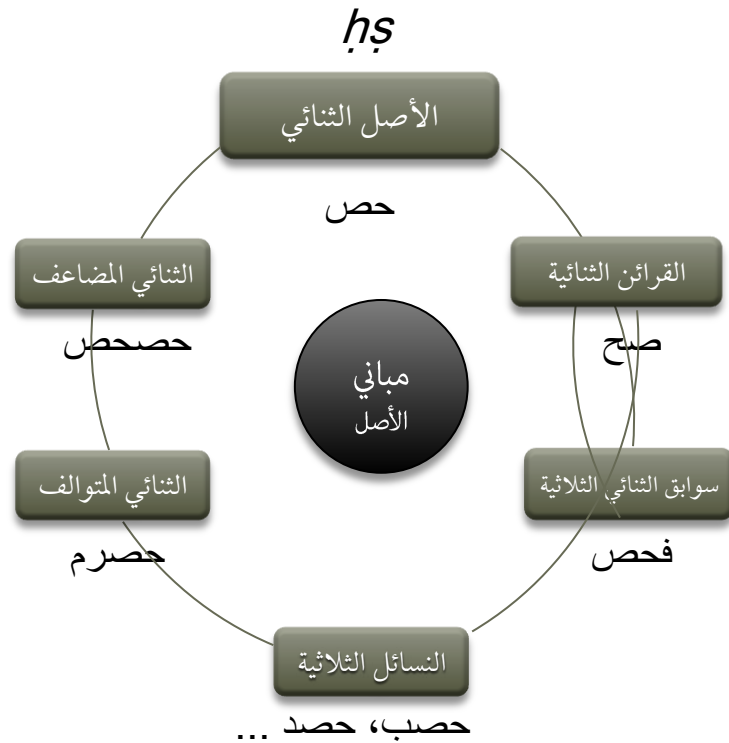 ḥṣ
الأصل الثنائي
حص
القرائن الثنائية
صح
سوابق الثنائي الثلاثية
فحص
النسائل الثلاثية
حصب، حصد ...
الثنائي المتوالف
حصرم
الثنائي المضاعف
حصحص
مباني
الأصل